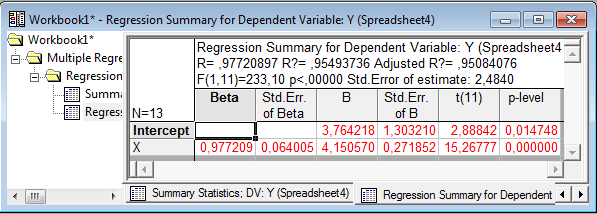 Workbook1* - Regression Summary for Dependent Variable: Y (Spreadsheet4)
Workbook1*
Multiple Regre
Regression
Summa
Regres
Regression Summary for Dependent Variable: Y (Spreadsheet4
R= ,97720897 R?= ,95493736 Adjusted R?= ,95084076
F(1,11)=233,10 p<,00000 Std.Error of estimate: 2,4840
N=13 Beta Std.Err. of Beta B Std.Err. of B t(11) p-level
Intercept 3,764218 1,303210 2,88842 0,014748
X 0,977209 0,064005 4,150570 0,271852 15,26777 0,000000
Summary Statistics; DV: Y (Spreadsheet4)
Regression Summary for Dependent